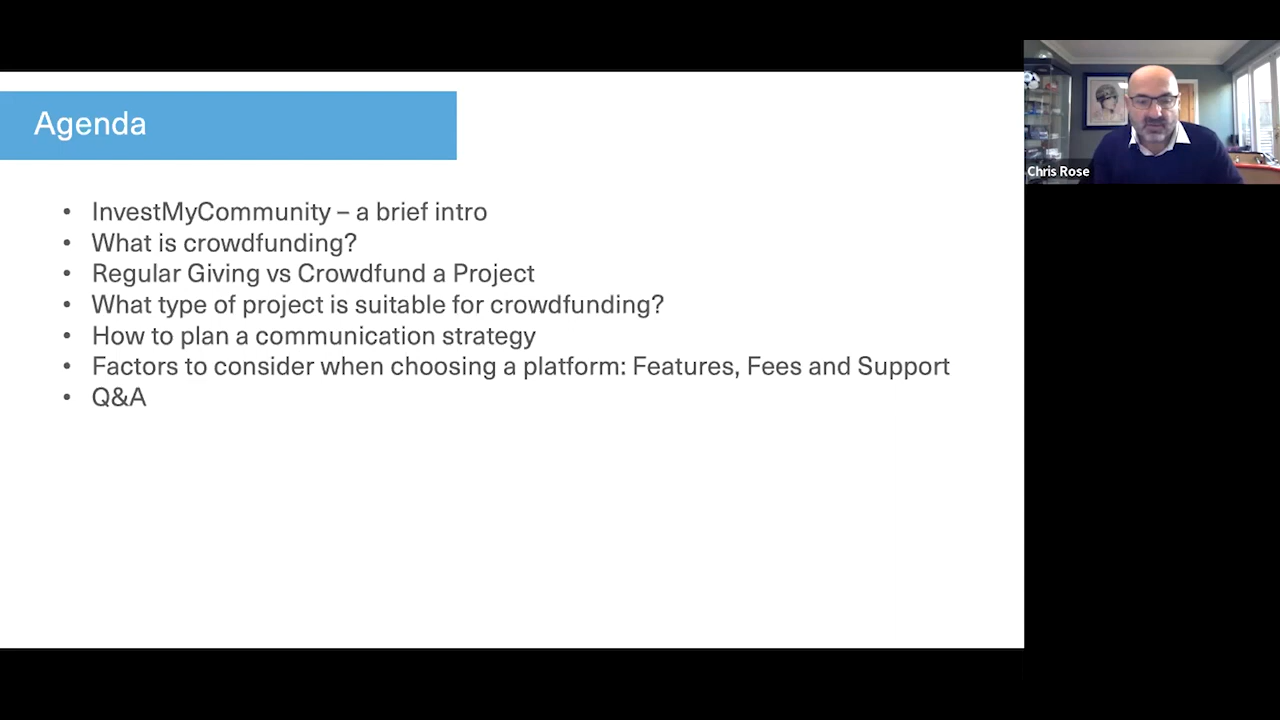 Agenda
• InvestMyCommunity – a brief intro
• What is crowdfunding?
• Regular Giving vs Crowdfund a Project
• What type of project is suitable for crowdfunding?
• How to plan a communication strategy
• Factors to consider when choosing a platform: Features, Fees and Support
• Q&A
Chris Rose